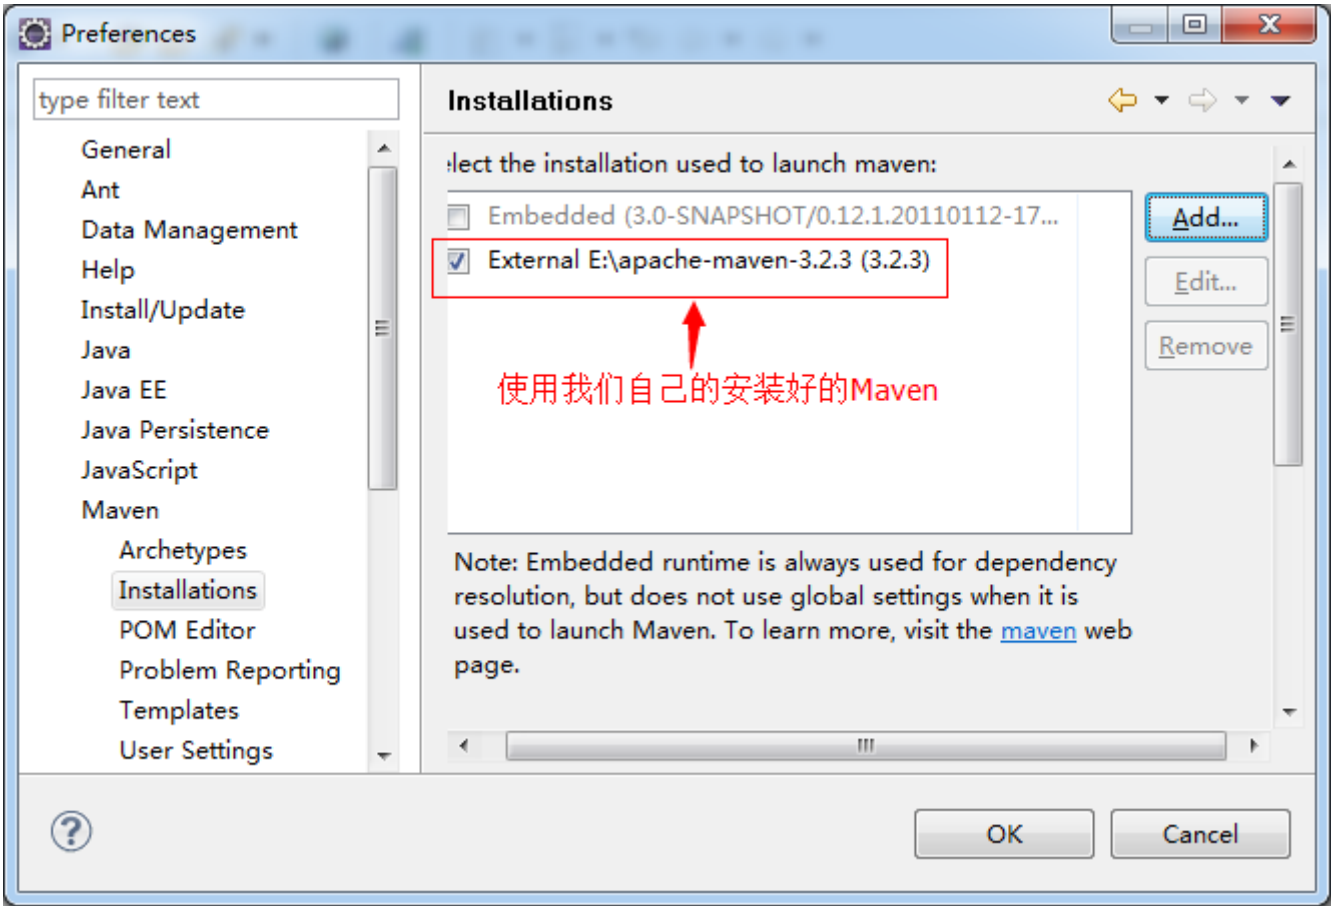 Preferences
type filter text
General
Ant
Data Management
Help
Install/Update
Java
Java EE
Java Persistence
JavaScript
Maven
Archetypes
Installations
POM Editor
Problem Reporting
Templates
User Settings
Installations
lect the installation used to launch maven:
Embedded (3.0-SNAPSHOT/0.12.1.20110112-17...
External E:\apache-maven-3.2.3 (3.2.3)
使用我们自己的安装好的Maven
Add...
Edit...
Remove
Note: Embedded runtime is always used for dependency
resolution, but does not use global settings when it is
used to launch Maven. To learn more, visit the maven web
page.
OK
Cancel